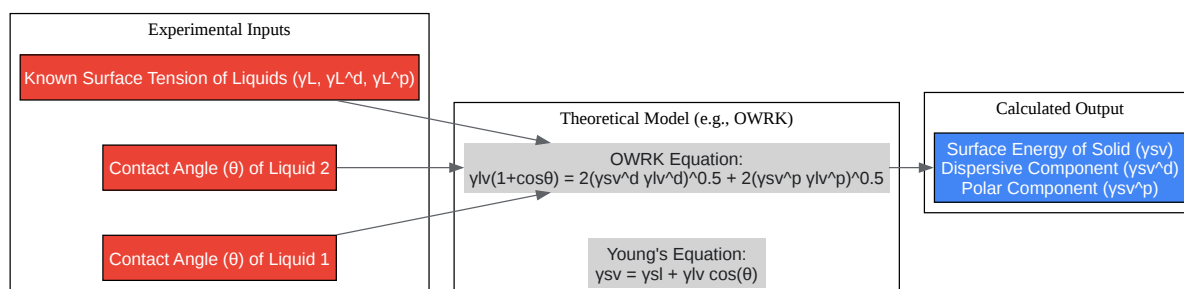 Experimental Inputs
Known Surface Tension of Liquids (γL, γL^d, γL^p)
Contact Angle (θ) of Liquid 2
Contact Angle (θ) of Liquid 1
Theoretical Model (e.g., OWRK)
OWRK Equation:
γlv(1+cosθ) = 2(γsv^d γlv^d)^0.5 + 2(γsv^p γlv^p)^0.5
Young's Equation:
γsv = γsl + γlv cos(θ)
Calculated Output
Surface Energy of Solid (γsv)
Dispersive Component (γsv^d)
Polar Component (γsv^p)